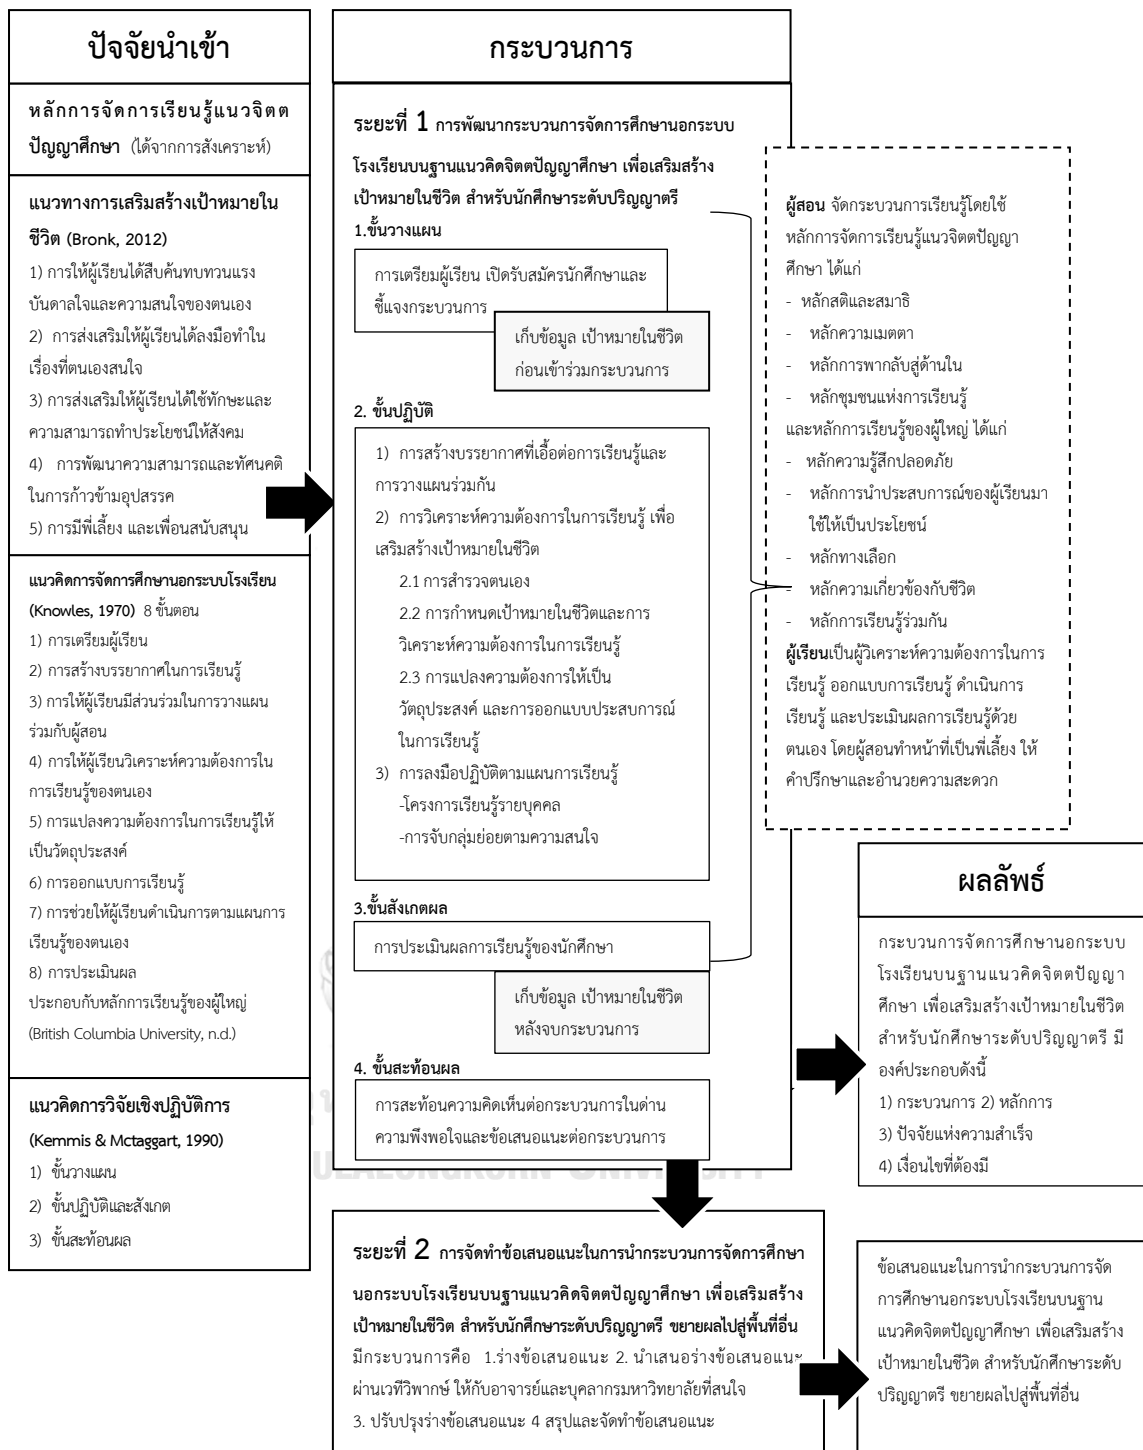 ปัจจัยนำเข้า
หลักการจัดการเรียนรู้แนวจิตต
ปัญญาศึกษา (ได้จากการสังเคราะห์)
แนวทางการเสริมสร้างเป้าหมายใน
ชีวิต (Bronk, 2012)
1) การให้ผู้เรียนได้สืบค้นทบทวนแรง
บันดาลใจและความสนใจของตนเอง
2) การส่งเสริมให้ผู้เรียนได้ลงมือทำใน
เรื่องที่ตนเองสนใจ
3) การส่งเสริมให้ผู้เรียนได้ใช้ทักษะและ
ความสามารถทำประโยชน์ให้สังคม
4) การพัฒนาความสามารถและทัศนคติ
ในการก้าวข้ามอุปสรรค
5) การมีพี่เลี้ยง และเพื่อนสนับสนุน
แนวคิดการจัดการศึกษานอกระบบโรงเรียน
(Knowles, 1970) 8 ขั้นตอน
1) การเตรียมผู้เรียน
2) การสร้างบรรยากาศในการเรียนรู้
3) การให้ผู้เรียนมีส่วนร่วมในการวางแผน
ร่วมกับผู้สอน
4) การให้ผู้เรียนวิเคราะห์ความต้องการใน
การเรียนรู้ของตนเอง
5) การแปลงความต้องการในการเรียนรู้ให้
เป็นวัตถุประสงค์
6) การออกแบบการเรียนรู้
7) การช่วยให้ผู้เรียนดำเนินการตามแผนการ
เรียนรู้ของตนเอง
8) การประเมินผล
ประกอบกับหลักการเรียนรู้ของผู้ใหญ่
(British Columbia University, n.d.)
แนวคิดการวิจัยเชิงปฏิบัติการ
(Kemmis & Mctaggart, 1990)
1) ขั้นวางแผน
2) ขั้นปฏิบัติและสังเกต
3) ขั้นสะท้อนผล
กระบวนการ
ระยะที่ 1 การพัฒนากระบวนการจัดการศึกษานอกระบบ
โรงเรียนบนฐานแนวคิดจิตตปัญญาศึกษา เพื่อเสริมสร้าง
เป้าหมายในชีวิต สำหรับนักศึกษาระดับปริญญาตรี
1.ขั้นวางแผน
การเตรียมผู้เรียน เปิดรับสมัครนักศึกษาและ
ชี้แจงกระบวนการ
เก็บข้อมูล เป้าหมายในชีวิต
ก่อนเข้าร่วมกระบวนการ
2. ขั้นปฏิบัติ
1) การสร้างบรรยากาศที่เอื้อต่อการเรียนรู้และ
การวางแผนร่วมกัน
2) การวิเคราะห์ความต้องการในการเรียนรู้ เพื่อ
เสริมสร้างเป้าหมายในชีวิต
2.1 การสำรวจตนเอง
2.2 การกำหนดเป้าหมายในชีวิตและการ
วิเคราะห์ความต้องการในการเรียนรู้
2.3 การแปลงความต้องการให้เป็น
วัตถุประสงค์ และการออกแบบประสบการณ์
ในการเรียนรู้
3) การลงมือปฏิบัติตามแผนการเรียนรู้
-โครงการเรียนรู้รายบุคคล
-การจับกลุ่มย่อยตามความสนใจ
3.ขั้นสังเกตผล
การประเมินผลการเรียนรู้ของนักศึกษา
เก็บข้อมูล เป้าหมายในชีวิต
หลังจบกระบวนการ
4. ขั้นสะท้อนผล
การสะท้อนความคิดเห็นต่อกระบวนการในด่าน
ความพึงพอใจและข้อเสนอแนะต่อกระบวนการ
ผู้สอน จัดกระบวนการเรียนรู้โดยใช้
หลักการจัดการเรียนรู้แนวจิตตปัญญา
ศึกษา ได้แก่
- หลักสติและสมาธิ
- หลักความเมตตา
- หลักการพากลับสู่ด้านใน
- หลักชุมชนแห่งการเรียนรู้
และหลักการเรียนรู้ของผู้ใหญ่ ได้แก่
- หลักความรู้สึกปลอดภัย
- หลักการนำประสบการณ์ของผู้เรียนมา
ใช้ให้เป็นประโยชน์
- หลักทางเลือก
- หลักความเกี่ยวข้องกับชีวิต
- หลักการเรียนรู้ร่วมกัน
ผู้เรียนเป็นผู้วิเคราะห์ความต้องการในการ
เรียนรู้ ออกแบบการเรียนรู้ ดำเนินการ
เรียนรู้ และประเมินผลการเรียนรู้ด้วย
ตนเอง โดยผู้สอนทำหน้าที่เป็นพี่เลี้ยง ให้
คำปรึกษาและอำนวยความสะดวก
ผลลัพธ์
กระบวนการจัดการศึกษานอกระบบ
โรงเรียนบนฐานแนวคิดจิตตปัญญา
ศึกษา เพื่อเสริมสร้างเป้าหมายในชีวิต
สำหรับนักศึกษาระดับปริญญาตรี มี
องค์ประกอบดังนี้
1) กระบวนการ 2) หลักการ
3) ปัจจัยแห่งความสำเร็จ
4) เงื่อนไขที่ต้องมี
ระยะที่ 2 การจัดทำข้อเสนอแนะในการนำกระบวนการจัดการศึกษา
นอกระบบโรงเรียนบนฐานแนวคิดจิตตปัญญาศึกษา เพื่อเสริมสร้าง
เป้าหมายในชีวิต สำหรับนักศึกษาระดับปริญญาตรี ขยายผลไปสู่พื้นที่อื่น
มีกระบวนการคือ 1.ร่างข้อเสนอแนะ 2. นำเสนอร่างข้อเสนอแนะ
ผ่านเวทีวิพากษ์ ให้กับอาจารย์และบุคลากรมหาวิทยาลัยที่สนใจ
3. ปรับปรุงร่างข้อเสนอแนะ 4 สรุปและจัดทำข้อเสนอแนะ
ข้อเสนอแนะในการนำกระบวนการจัด
การศึกษานอกระบบโรงเรียนบนฐาน
แนวคิดจิตตปัญญาศึกษา เพื่อเสริมสร้าง
เป้าหมายในชีวิต สำหรับนักศึกษาระดับ
ปริญญาตรี ขยายผลไปสู่พื้นที่อื่น